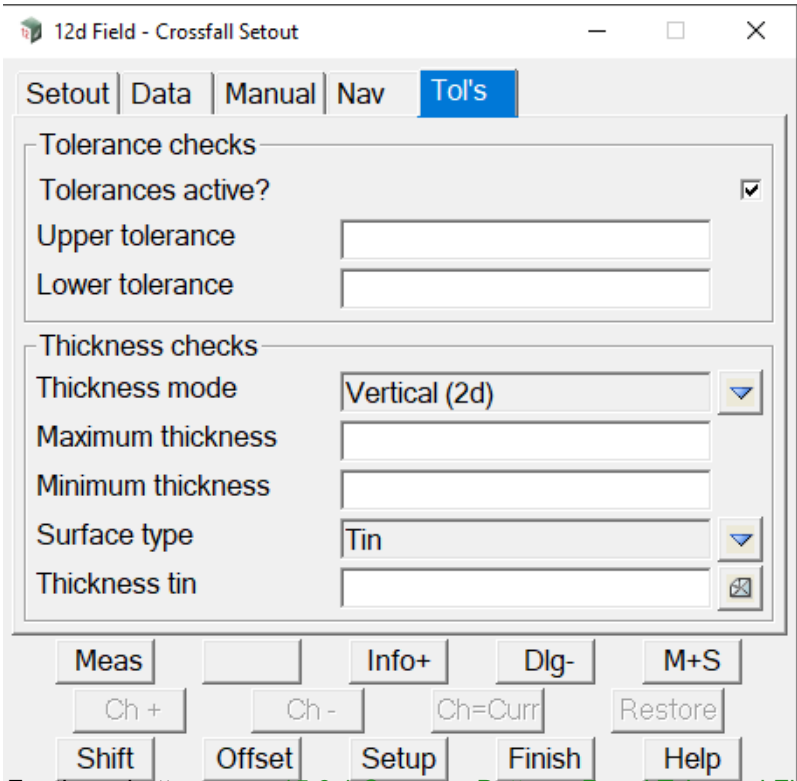 12d Field - Crossfall Setout
Setout Data Manual Nav Tol's
Tolerance checks
Tolerances active?
Upper tolerance
Lower tolerance
Thickness checks
Thickness mode Vertical (2d)
Maximum thickness
Minimum thickness
Surface type Tin
Thickness tin
Meas Info+ Dlg- M+S
Ch + Ch - Ch=Curr Restore
Shift Offset Setup Finish Help